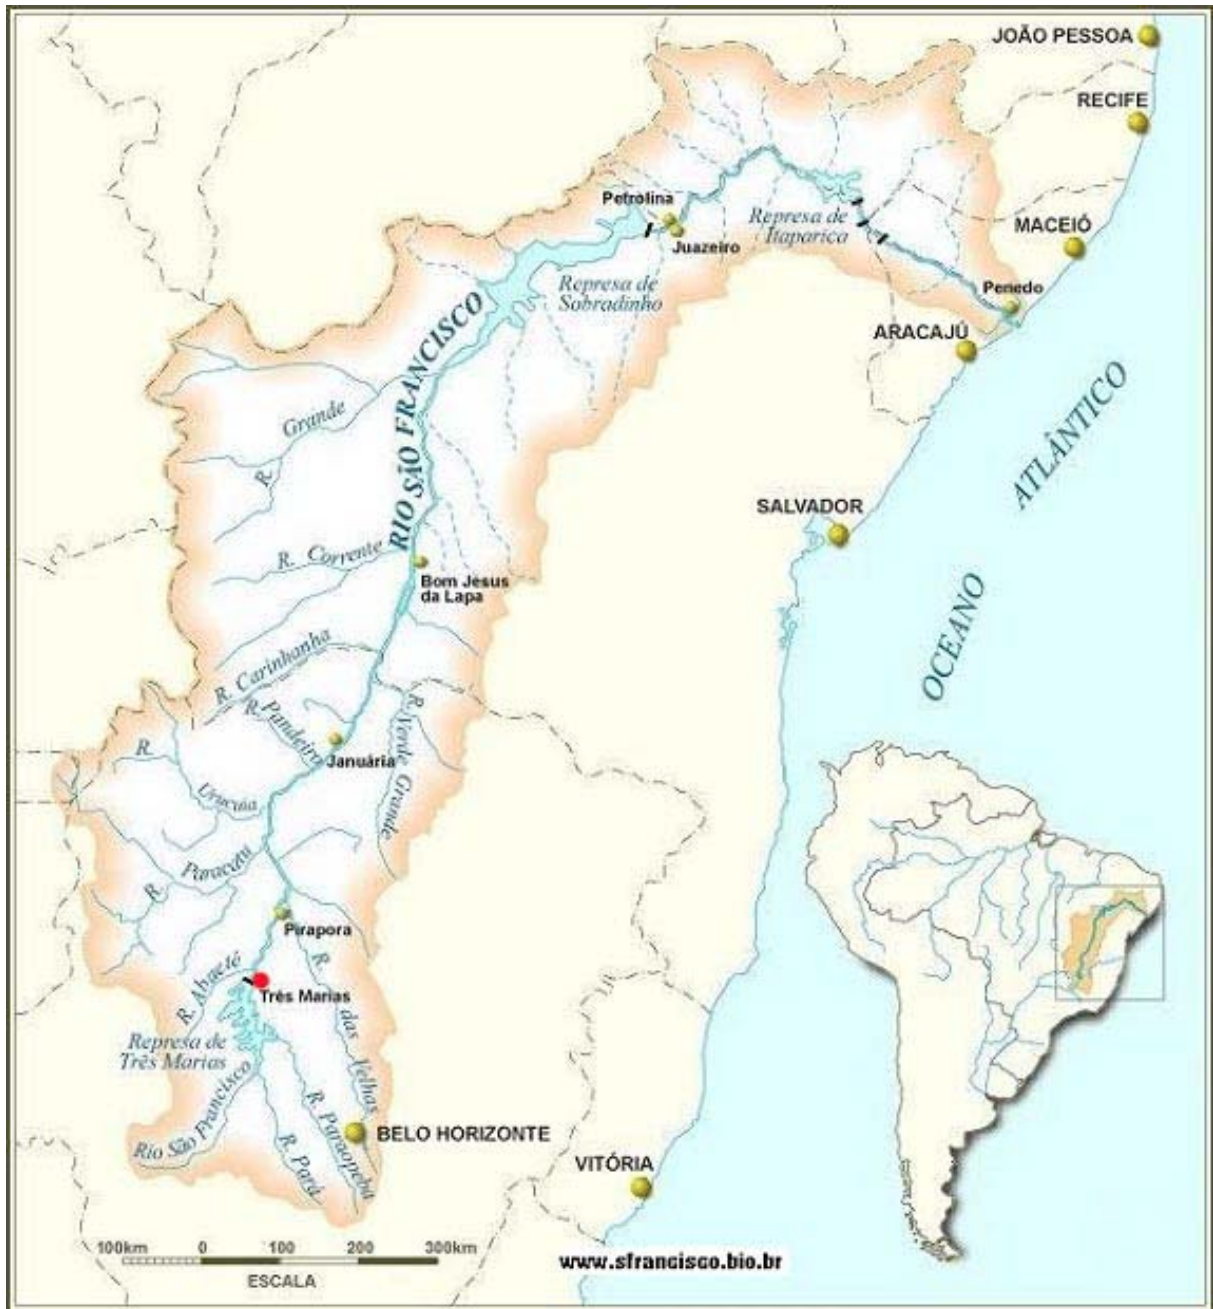 JOÃO PESSOA
RECIFE
Petrolina
Represa de
Itaparica
MACEIÓ
Juazeiro
Represa de
Sobradinho
Penedo
ARACAJÚ
RIO SÃO FRANCISCO
ATLÂNTICO
OCEANO
R. Grande
SALVADOR
R. Corrente
Bom Jesus
da Lapa
R. Carinhanha
R. Pandeiro
R. Verde Grande
Januária
R. Urucuia
R. Paracatu
Pirapora
R. Abaeté
Três Marias
R. das Velhas
Represa de
Três Marias
Rio São Francisco
R. Paraopeba
R. Pará
BELO HORIZONTE
VITÓRIA
100km 0 100 200 300km
ESCALA
www.sfrancisco.bio.br